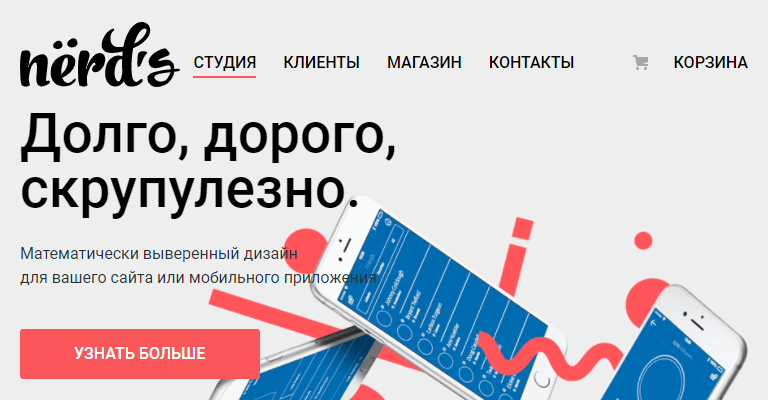 nërd's
СТУДИЯ КЛИЕНТЫ МАГАЗИН КОНТАКТЫ КОРЗИНА
Долго, дорого,
скрупулезно.
Математически выверенный дизайн
для вашего сайта или мобильного приложения.
УЗНАТЬ БОЛЬШЕ